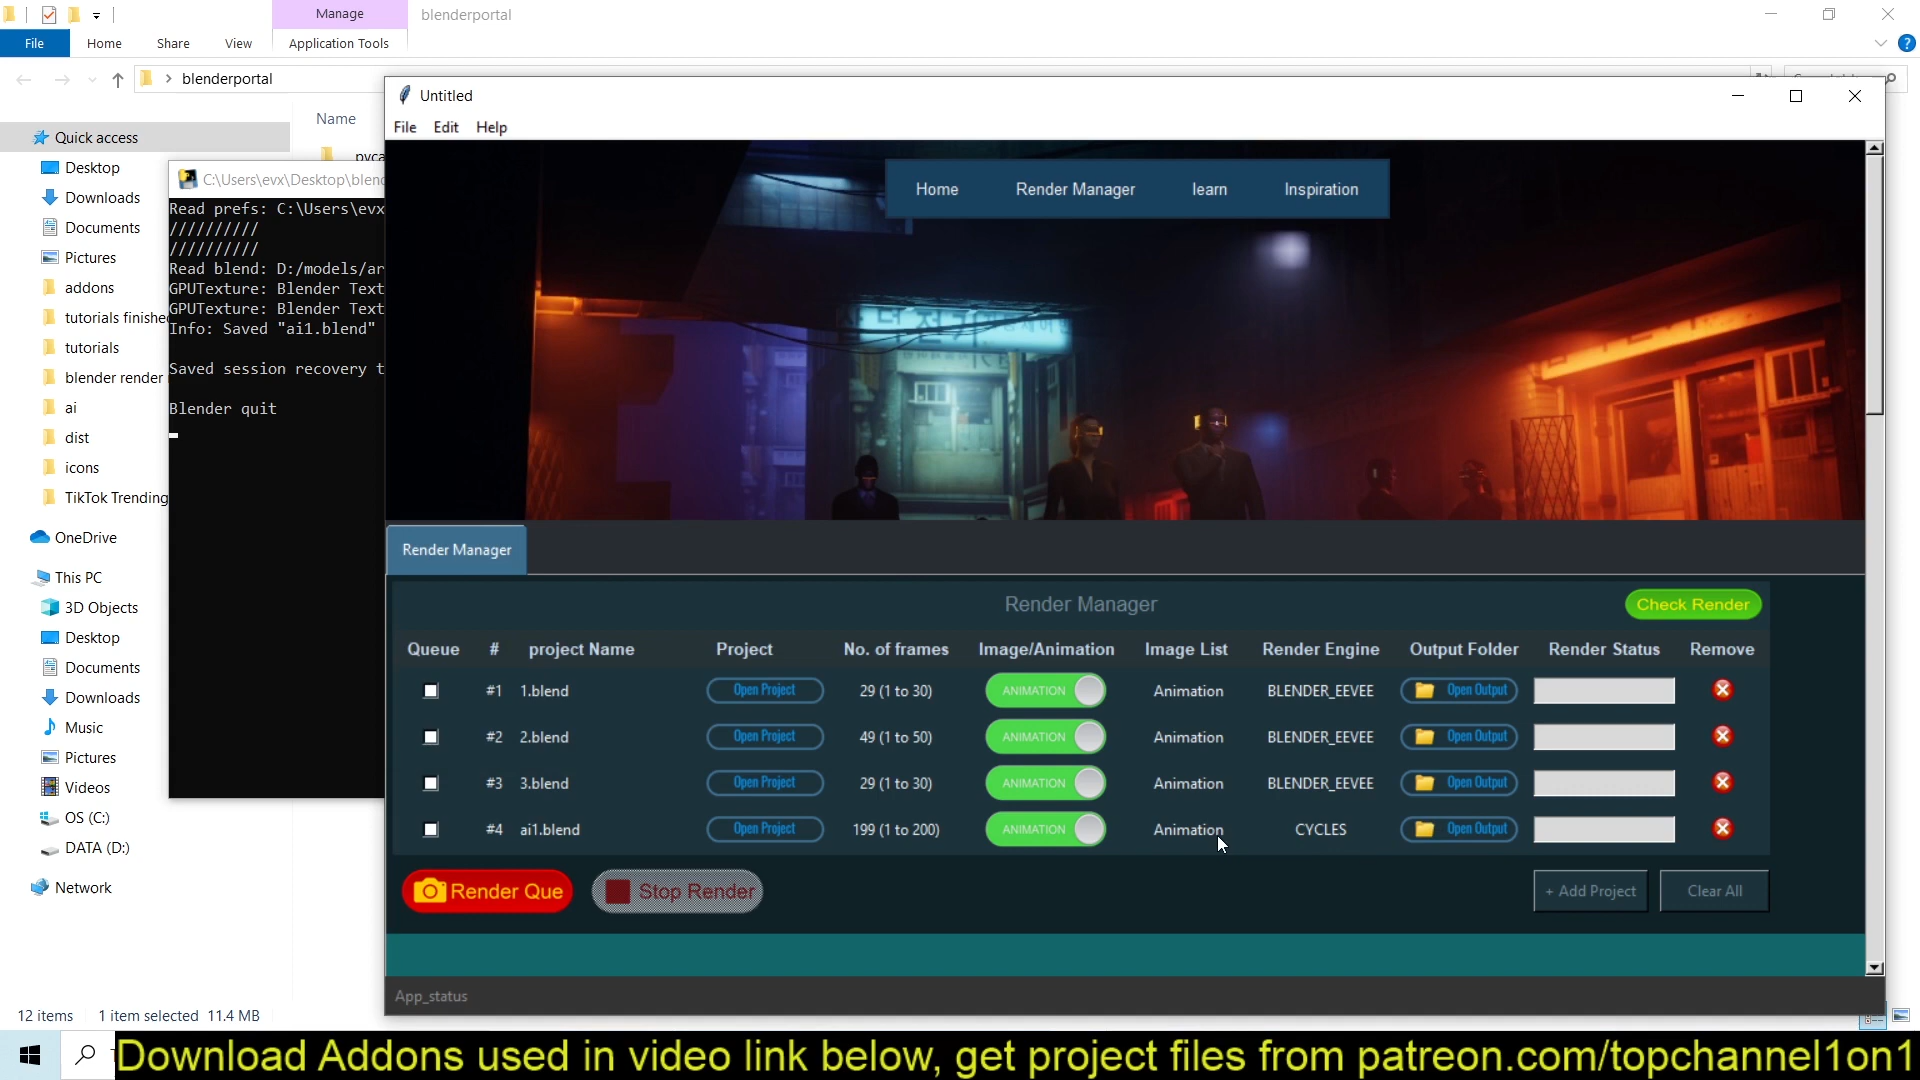 Manage
blenderportal
File
Home
Share
View
Application Tools
blenderportal
Name
Quick access
Desktop
Downloads
Documents
Pictures
addons
tutorials finishe
tutorials
blender render
ai
dist
icons
TikTok Trending
OneDrive
This PC
3D Objects
Desktop
Documents
Downloads
Music
Pictures
Videos
OS (C:)
DATA (D:)
Network
12 items 1 item selected 11.4 MB
pyca
C:\Users\evx\Desktop\blend
Read prefs: C:\Users\evx
//////////
//////////
Read blend: D:/models/ar
GPUTexture: Blender Text
GPUTexture: Blender Text
Info: Saved "ai1.blend"
Saved session recovery t
Blender quit
Untitled
File Edit Help
Home Render Manager learn Inspiration
Render Manager
Render Manager
Check Render
Queue # project Name Project No. of frames Image/Animation Image List Render Engine Output Folder Render Status Remove
#1 1.blend Open Project 29 (1 to 30) ANIMATION Animation BLENDER_EEVEE Open Output
#2 2.blend Open Project 49 (1 to 50) ANIMATION Animation BLENDER_EEVEE Open Output
#3 3.blend Open Project 29 (1 to 30) ANIMATION Animation BLENDER_EEVEE Open Output
#4 ai1.blend Open Project 199 (1 to 200) ANIMATION Animation CYCLES Open Output
Render Que
Stop Render
+ Add Project
Clear All
App_status
Download Addons used in video link below, get project files from patreon.com/topchannel1on1